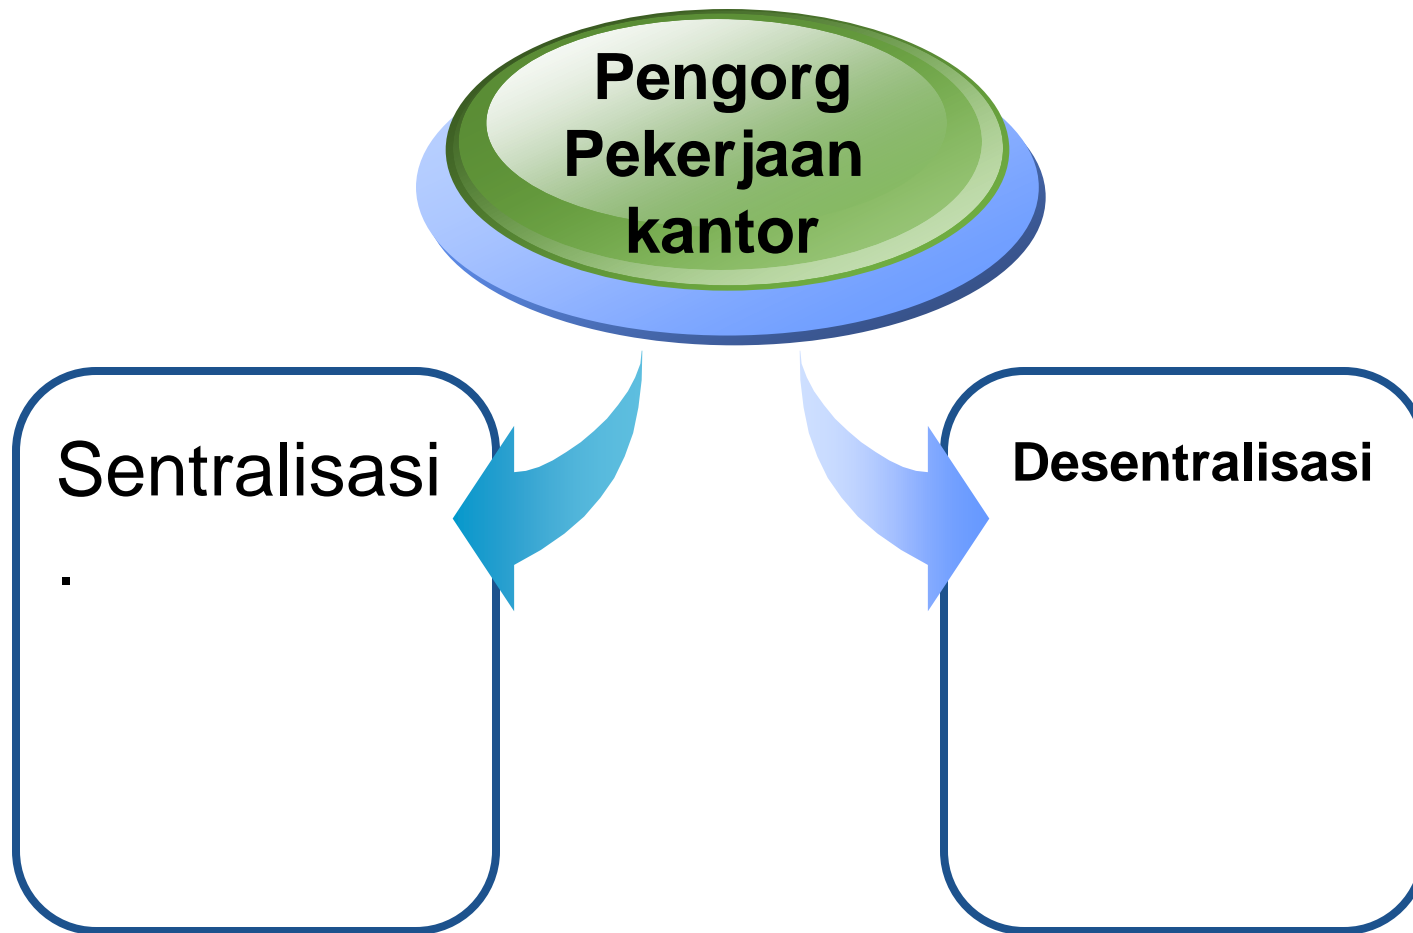 Pengorg
Pekerjaan
kantor
Sentralisasi
.
Desentralisasi